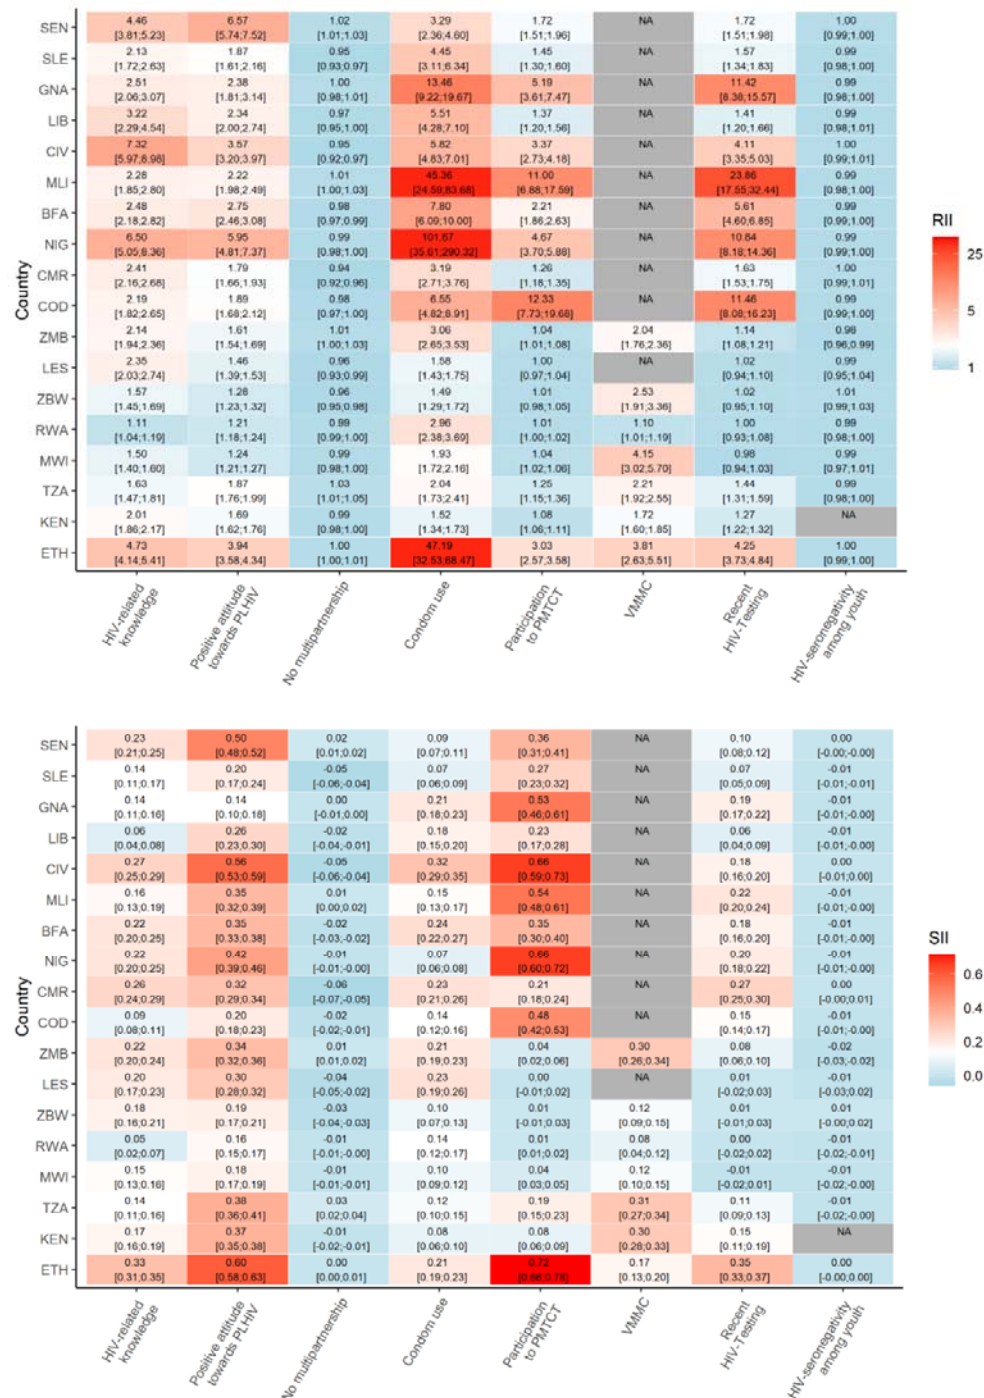 SEN 4.46 6.57 1.02 3.29 1.72 NA 1.72 1.00
[3.81;5.23] [5.74;7.52] [1.01;1.03] [2.36;4.60] [1.51;1.96] [1.51;1.98] [0.99;1.00]
SLE 2.13 1.87 0.95 4.45 1.45 NA 1.57 0.99
[1.72;2.63] [1.61;2.16] [0.93;0.97] [3.11;6.34] [1.30;1.60] [1.34;1.83] [0.98;1.00]
GNA 2.51 2.38 1.00 13.46 5.19 NA 11.42 0.99
[2.06;3.07] [1.81;3.14] [0.98;1.01] [9.22;19.67] [3.61;7.47] [8.38;15.57] [0.98;1.00]
LIB 3.22 2.34 0.97 5.51 1.37 NA 1.41 0.99
[2.29;4.54] [2.00;2.74] [0.95;1.00] [4.28;7.10] [1.20;1.56] [1.20;1.66] [0.98;1.01]
CIV 7.32 3.57 0.95 5.82 3.37 NA 4.11 1.00
[5.97;8.98] [3.20;3.97] [0.92;0.97] [4.83;7.01] [2.73;4.18] [3.35;5.03] [0.99;1.01]
MLI 2.28 2.22 1.01 45.36 11.00 NA 23.86 0.99
[1.85;2.80] [1.98;2.49] [1.00;1.03] [24.59;83.68] [6.88;17.59] [17.55;32.44] [0.98;1.00]
BFA 2.48 2.75 0.98 7.80 2.21 NA 5.61 0.99
[2.18;2.82] [2.46;3.08] [0.97;0.99] [6.09;10.00] [1.86;2.63] [4.60;6.85] [0.99;1.00]
NIG 6.50 5.95 0.99 101.67 4.67 NA 10.84 0.99
[5.05;8.36] [4.81;7.37] [0.98;1.00] [35.61;290.32] [3.70;5.88] [8.18;14.36] [0.99;1.00]
CMR 2.41 1.79 0.94 3.19 1.26 NA 1.63 1.00
[2.16;2.68] [1.66;1.93] [0.92;0.96] [2.71;3.76] [1.18;1.35] [1.53;1.75] [0.99;1.01]
COD 2.19 1.89 0.98 6.55 12.33 NA 11.46 0.99
[1.82;2.65] [1.68;2.12] [0.97;1.00] [4.82;8.91] [7.73;19.68] [8.08;16.23] [0.99;1.00]
ZMB 2.14 1.61 1.01 3.06 1.04 2.04 1.14 0.98
[1.94;2.36] [1.54;1.69] [1.00;1.03] [2.65;3.53] [1.01;1.08] [1.76;2.36] [1.08;1.21] [0.96;0.99]
LES 2.35 1.46 0.96 1.58 1.00 NA 1.02 0.99
[2.03;2.74] [1.39;1.53] [0.93;0.99] [1.43;1.75] [0.97;1.04] [0.94;1.10] [0.95;1.04]
ZBW 1.57 1.28 0.96 1.49 1.01 2.53 1.02 1.01
[1.45;1.69] [1.23;1.32] [0.95;0.98] [1.29;1.72] [0.98;1.05] [1.91;3.36] [0.95;1.10] [0.99;1.03]
RWA 1.11 1.21 0.99 2.96 1.01 1.10 1.00 0.99
[1.04;1.19] [1.18;1.24] [0.99;1.00] [2.38;3.69] [1.00;1.02] [1.01;1.19] [0.93;1.08] [0.98;1.00]
MWI 1.50 1.24 0.99 1.93 1.04 4.15 0.98 0.99
[1.40;1.60] [1.21;1.27] [0.98;1.00] [1.72;2.16] [1.02;1.06] [3.02;5.70] [0.94;1.03] [0.97;1.01]
TZA 1.63 1.87 1.03 2.04 1.25 2.21 1.44 0.99
[1.47;1.81] [1.76;1.99] [1.01;1.05] [1.73;2.41] [1.15;1.36] [1.92;2.55] [1.31;1.59] [0.98;1.00]
KEN 2.01 1.69 0.99 1.52 1.08 1.72 1.27 NA
[1.86;2.17] [1.62;1.76] [0.98;1.00] [1.34;1.73] [1.06;1.11] [1.60;1.85] [1.22;1.32]
ETH 4.73 3.94 1.00 47.19 3.03 3.81 4.25 1.00
[4.14;5.41] [3.58;4.34] [1.00;1.01] [32.53;68.47] [2.57;3.58] [2.63;5.51] [3.73;4.84] [0.99;1.00]
Country
HIV-related
knowledge
Positive attitude
towards PLHIV
No multipartnership
Condom use
Participation
to PMTCT
VMMC
Recent
HIV-Testing
HIV-seronegativity
among youth
RII
25
5
1
SEN 0.23 0.50 0.02 0.09 0.36 NA 0.10 0.00
[0.21;0.25] [0.48;0.52] [0.01;0.02] [0.07;0.11] [0.31;0.41] [0.08;0.12] [-0.00;-0.00]
SLE 0.14 0.20 -0.05 0.07 0.27 NA 0.07 -0.01
[0.11;0.17] [0.17;0.24] [-0.06;-0.04] [0.06;0.09] [0.23;0.32] [0.05;0.09] [-0.01;-0.01]
GNA 0.14 0.14 0.00 0.21 0.53 NA 0.19 -0.01
[0.11;0.16] [0.10;0.18] [-0.01;0.00] [0.18;0.23] [0.46;0.61] [0.17;0.22] [-0.01;-0.00]
LIB 0.06 0.26 -0.02 0.18 0.23 NA 0.06 -0.01
[0.04;0.08] [0.23;0.30] [-0.04;-0.01] [0.15;0.20] [0.17;0.28] [0.04;0.09] [-0.01;0.00]
CIV 0.27 0.56 -0.05 0.32 0.66 NA 0.18 0.00
[0.25;0.29] [0.53;0.59] [-0.06;-0.04] [0.29;0.35] [0.59;0.73] [0.16;0.20] [-0.01;0.00]
MLI 0.16 0.35 0.01 0.15 0.54 NA 0.22 -0.01
[0.13;0.19] [0.32;0.39] [0.00;0.02] [0.13;0.17] [0.48;0.61] [0.20;0.24] [-0.01;-0.00]
BFA 0.22 0.35 -0.02 0.24 0.35 NA 0.18 -0.01
[0.20;0.25] [0.33;0.38] [-0.03;-0.02] [0.22;0.27] [0.30;0.40] [0.16;0.20] [-0.01;-0.00]
NIG 0.22 0.42 -0.01 0.07 0.66 NA 0.20 -0.01
[0.20;0.25] [0.39;0.46] [-0.01;-0.00] [0.06;0.08] [0.60;0.72] [0.18;0.22] [-0.01;-0.00]
CMR 0.26 0.32 -0.06 0.23 0.21 NA 0.27 0.00
[0.24;0.29] [0.29;0.34] [-0.07;-0.05] [0.21;0.26] [0.18;0.24] [0.25;0.30] [-0.00;0.01]
COD 0.09 0.20 -0.02 0.14 0.48 NA 0.15 -0.01
[0.08;0.11] [0.18;0.23] [-0.02;-0.01] [0.12;0.16] [0.42;0.53] [0.14;0.17] [-0.01;-0.00]
ZMB 0.22 0.34 0.01 0.21 0.04 0.30 0.08 -0.02
[0.20;0.24] [0.32;0.36] [0.01;0.02] [0.19;0.23] [0.02;0.06] [0.26;0.34] [0.06;0.10] [-0.03;-0.02]
LES 0.20 0.30 -0.04 0.23 0.00 NA 0.01 -0.01
[0.17;0.23] [0.28;0.32] [-0.05;-0.02] [0.19;0.26] [-0.01;0.02] [-0.02;0.03] [-0.03;0.02]
ZBW 0.18 0.19 -0.03 0.10 0.01 0.12 0.01 0.01
[0.16;0.21] [0.17;0.21] [-0.04;-0.03] [0.07;0.13] [-0.01;0.03] [0.09;0.15] [-0.01;0.03] [-0.00;0.02]
RWA 0.05 0.16 -0.01 0.14 0.01 0.08 0.00 -0.01
[0.02;0.07] [0.15;0.17] [-0.01;-0.00] [0.12;0.17] [0.01;0.02] [0.04;0.12] [-0.02;0.02] [-0.02;-0.01]
MWI 0.15 0.18 -0.01 0.10 0.04 0.12 -0.01 -0.01
[0.13;0.16] [0.17;0.19] [-0.01;-0.01] [0.09;0.12] [0.03;0.05] [0.10;0.15] [-0.02;0.01] [-0.02;-0.00]
TZA 0.14 0.38 0.03 0.12 0.19 0.31 0.11 -0.01
[0.11;0.16] [0.36;0.41] [0.02;0.04] [0.10;0.15] [0.15;0.23] [0.27;0.34] [0.09;0.13] [-0.02;-0.00]
KEN 0.17 0.37 -0.01 0.08 0.08 0.30 0.15 NA
[0.16;0.19] [0.35;0.38] [-0.02;-0.01] [0.06;0.10] [0.06;0.09] [0.28;0.33] [0.11;0.19]
ETH 0.33 0.60 0.00 0.21 0.72 0.17 0.35 0.00
[0.31;0.35] [0.58;0.63] [0.00;0.01] [0.19;0.23] [0.66;0.78] [0.13;0.20] [0.33;0.37] [-0.00;0.00]
Country
HIV-related
knowledge
Positive attitude
towards PLHIV
No multipartnership
Condom use
Participation
to PMTCT
VMMC
Recent
HIV-Testing
HIV-seronegativity
among youth
SII
0.6
0.4
0.2
0.0